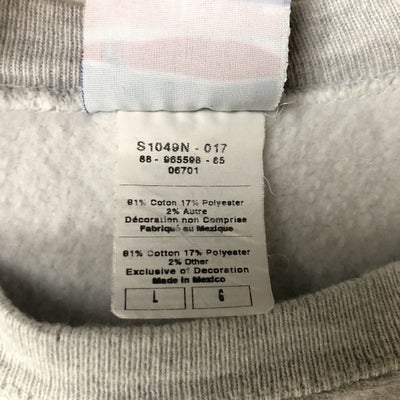 S1049N - 017
88 - 965598 - 85
06701
81% Coton 17% Polyester
2% Autre
Décoration non Comprise
Fabriqué au Mexique
81% Cotton 17% Polyester
2% Other
Exclusive of Decoration
Made in Mexico
L G